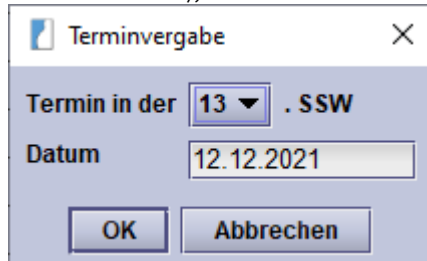 Terminvergabe
Termin in der 13 . SSW
Datum 12.12.2021
OK Abbrechen